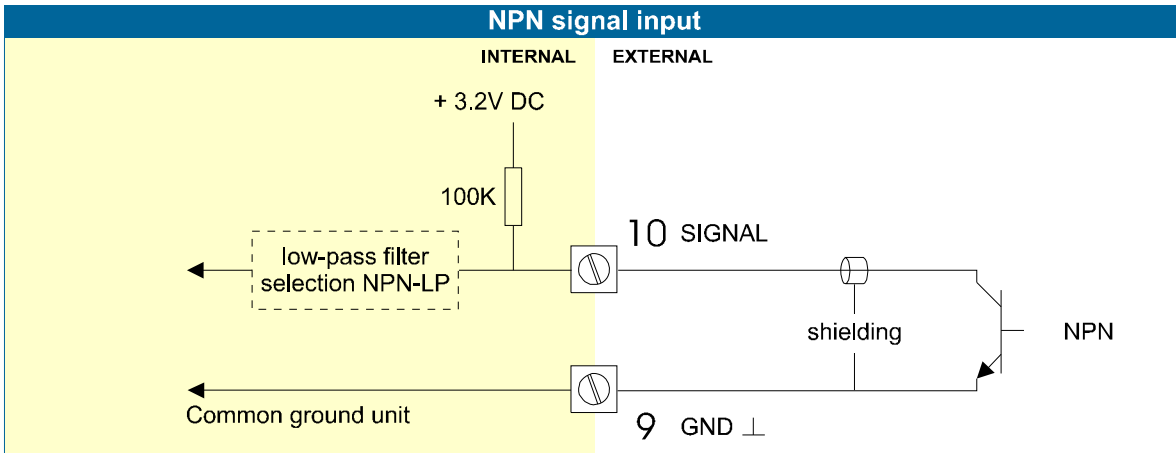 NPN signal input
INTERNAL
EXTERNAL
+ 3.2V DC
100K
10 SIGNAL
low-pass filter
selection NPN-LP
shielding
NPN
Common ground unit
9 GND ⊥